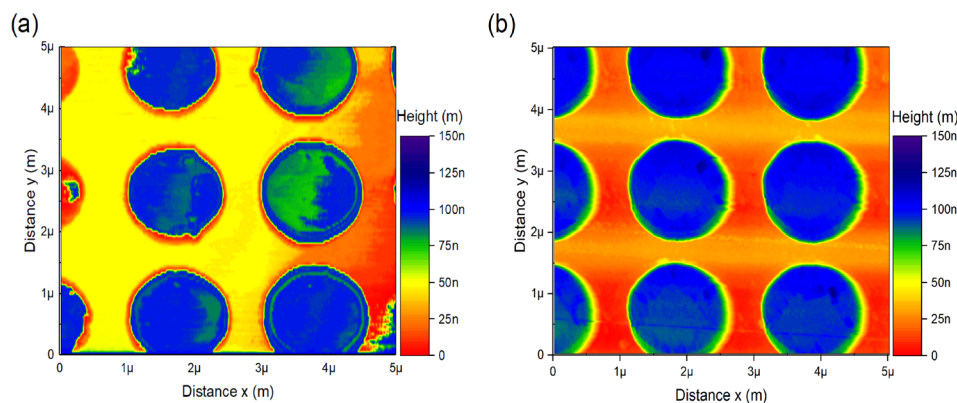 (a)
5µ
4µ
3µ
2µ
1µ
0
Distance y (m)
0
1µ
2µ
3µ
4µ
5µ
Distance x (m)
Height (m)
150n
125n
100n
75n
50n
25n
0
(b)
5µ
4µ
3µ
2µ
1µ
0
Distance y (m)
0
1µ
2µ
3µ
4µ
5µ
Distance x (m)
Height (m)
150n
125n
100n
75n
50n
25n
0